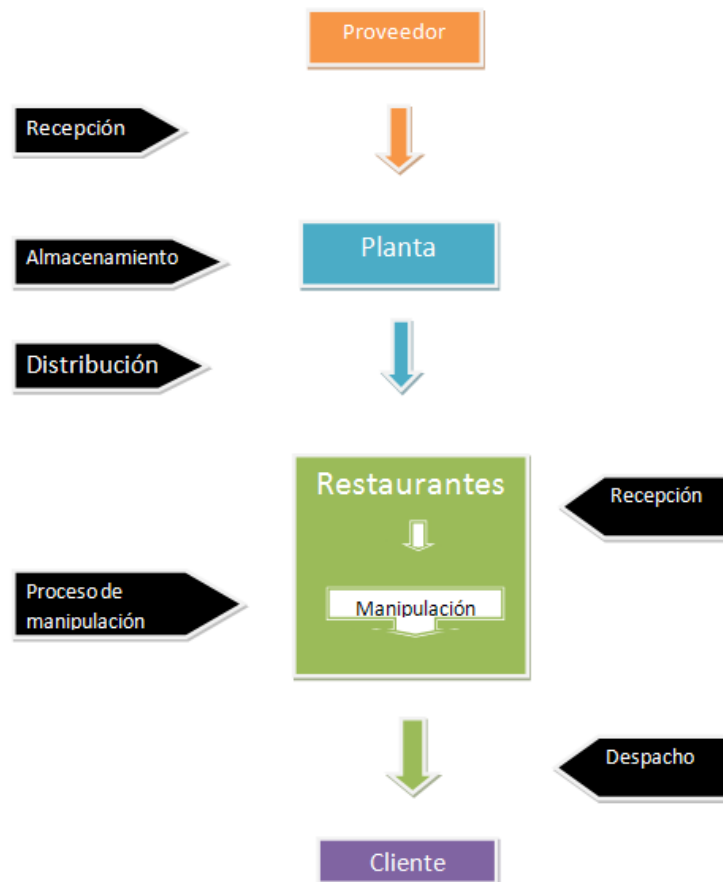 Proveedor
Recepción
Almacenamiento
Planta
Distribución
Restaurantes
Recepción
Proceso de
manipulación
Manipulación
Despacho
Cliente